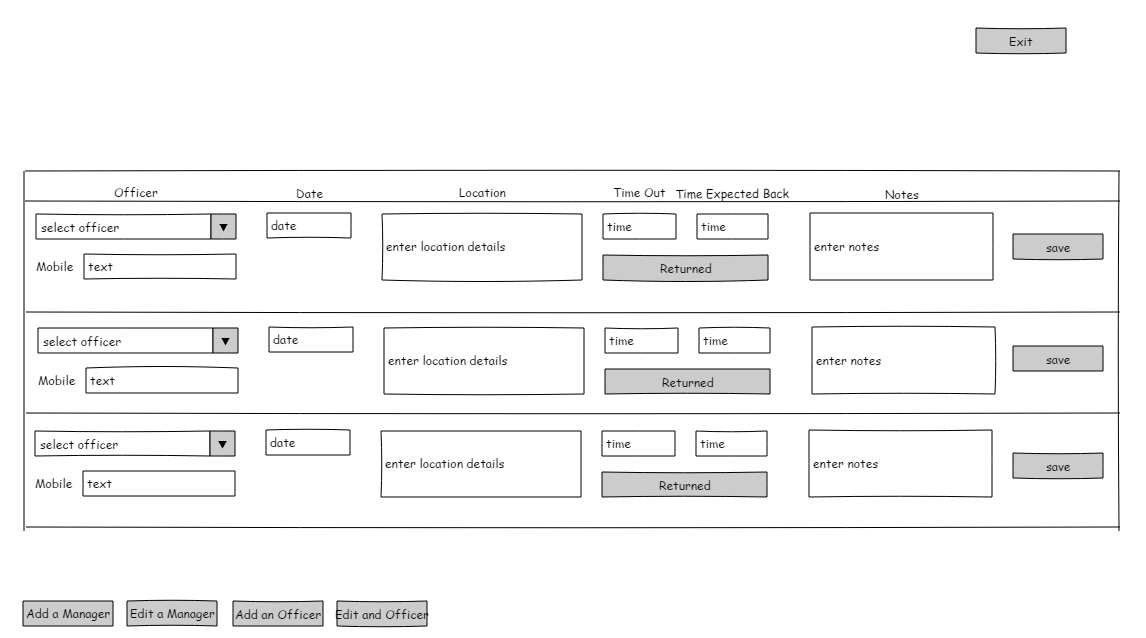 Exit
Officer Date Location Time Out Time Expected Back Notes
select officer ▼ date enter location details time time enter notes save
Mobile text Returned
select officer ▼ date enter location details time time enter notes save
Mobile text Returned
select officer ▼ date enter location details time time enter notes save
Mobile text Returned
Add a Manager Edit a Manager Add an Officer Edit and Officer